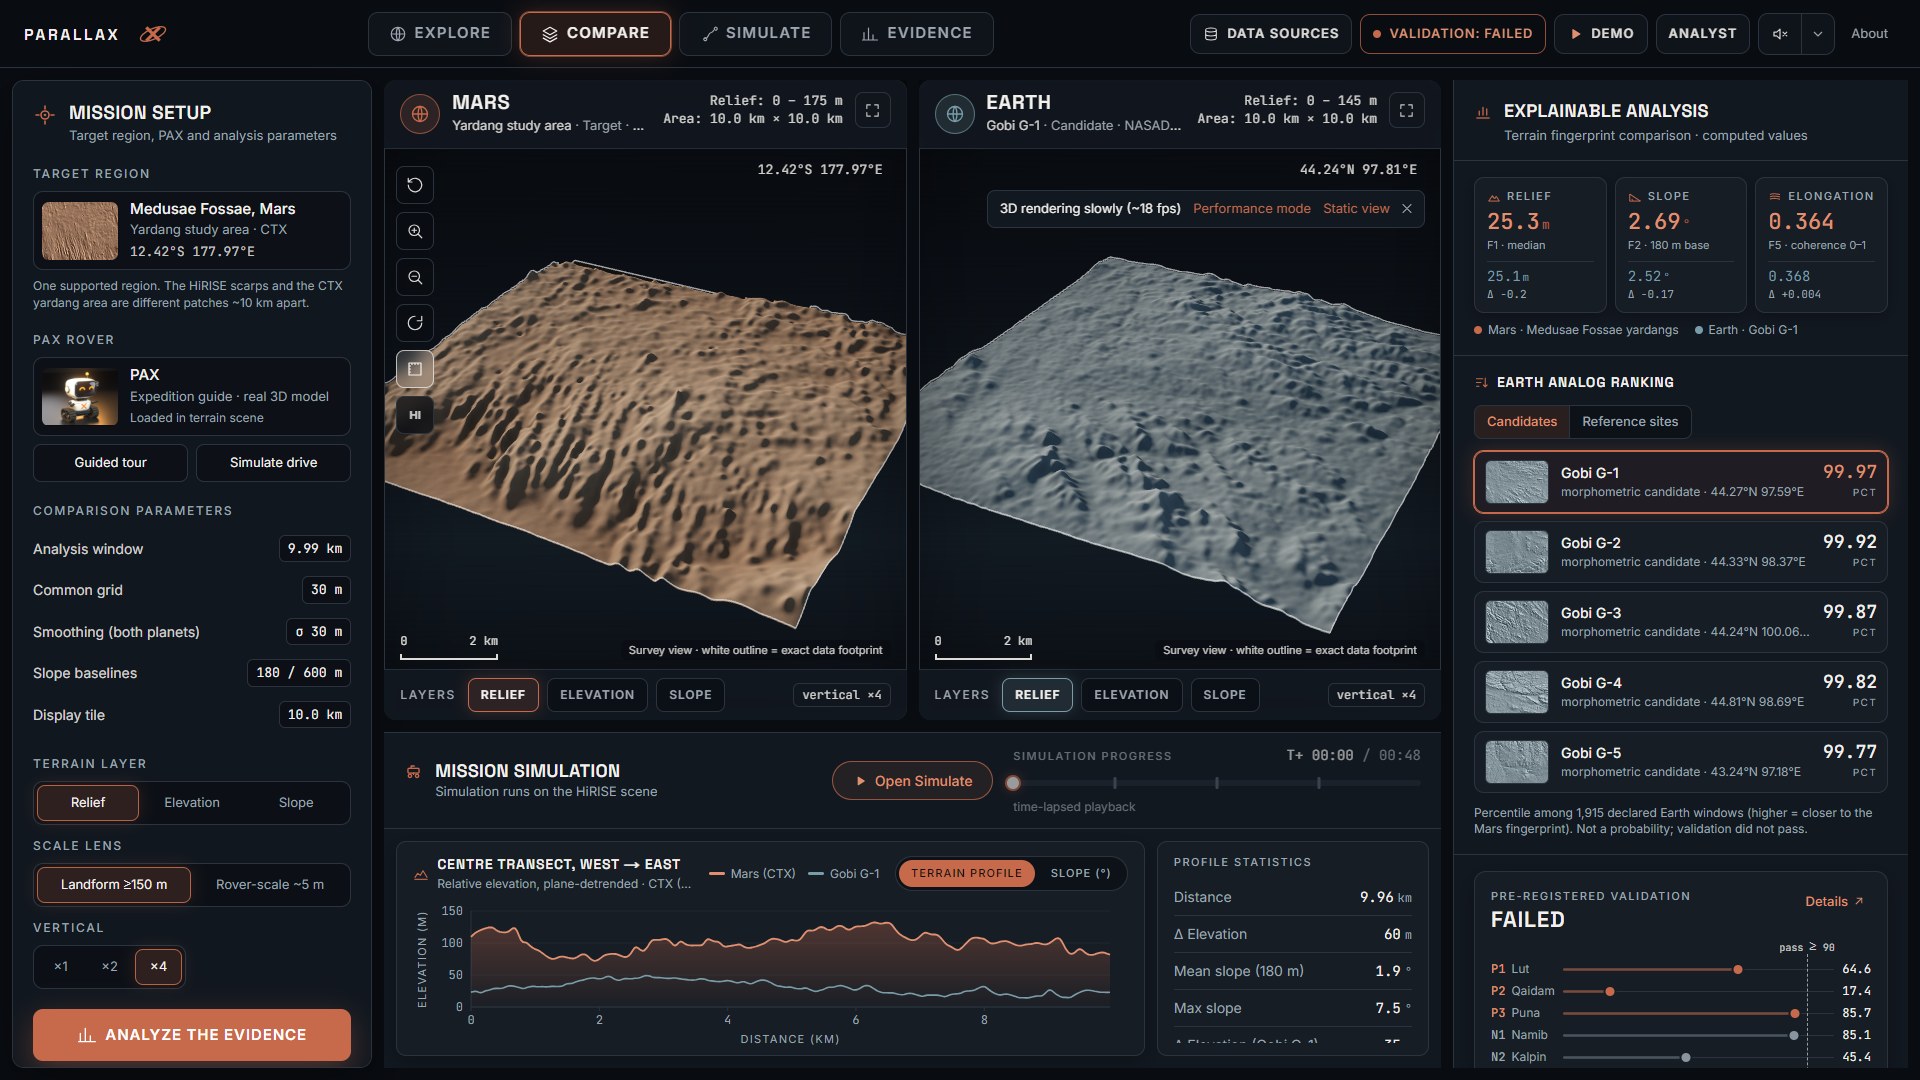 PARALLAX
EXPLORE
COMPARE
SIMULATE
EVIDENCE
DATA SOURCES
VALIDATION: FAILED
DEMO
ANALYST
About
MISSION SETUP
Target region, PAX and analysis parameters
TARGET REGION
Medusae Fossae, Mars
Yardang study area · CTX
12.42°S 177.97°E
One supported region. The HiRISE scarps and the CTX
yardang area are different patches ~10 km apart.
PAX ROVER
PAX
Expedition guide · real 3D model
Loaded in terrain scene
Guided tour
Simulate drive
COMPARISON PARAMETERS
Analysis window 9.99 km
Common grid 30 m
Smoothing (both planets) σ 30 m
Slope baselines 180 / 600 m
Display tile 10.0 km
TERRAIN LAYER
Relief Elevation Slope
SCALE LENS
Landform ≥150 m Rover-scale ~5 m
VERTICAL
×1 ×2 ×4
ANALYZE THE EVIDENCE
MARS
Yardang study area · Target · ...
Relief: 0 – 175 m
Area: 10.0 km × 10.0 km
12.42°S 177.97°E
HI
0 2 km
Survey view · white outline = exact data footprint
LAYERS RELIEF ELEVATION SLOPE vertical ×4
EARTH
Gobi G-1 · Candidate · NASAD...
Relief: 0 – 145 m
Area: 10.0 km × 10.0 km
44.24°N 97.81°E
3D rendering slowly (~18 fps) Performance mode Static view
0 2 km
Survey view · white outline = exact data footprint
LAYERS RELIEF ELEVATION SLOPE vertical ×4
MISSION SIMULATION
Simulation runs on the HiRISE scene
Open Simulate
SIMULATION PROGRESS
T+ 00:00 / 00:48
time-lapsed playback
CENTRE TRANSECT, WEST → EAST
Relative elevation, plane-detrended · CTX (...
Mars (CTX) Gobi G-1
TERRAIN PROFILE SLOPE (°)
ELEVATION (M)
150
100
50
0
0 2 4 6 8
DISTANCE (KM)
PROFILE STATISTICS
Distance 9.96 km
Δ Elevation 60 m
Mean slope (180 m) 1.9 °
Max slope 7.5 °
EXPLAINABLE ANALYSIS
Terrain fingerprint comparison · computed values
RELIEF
25.3 m
F1 · median
25.1 m
Δ -0.2
SLOPE
2.69 °
F2 · 180 m base
2.52 °
Δ -0.17
ELONGATION
0.364
F5 · coherence 0–1
0.368
Δ +0.004
Mars · Medusae Fossae yardangs Earth · Gobi G-1
EARTH ANALOG RANKING
Candidates Reference sites
Gobi G-1 99.97
morphometric candidate · 44.27°N 97.59°E PCT
Gobi G-2 99.92
morphometric candidate · 44.33°N 98.37°E PCT
Gobi G-3 99.87
morphometric candidate · 44.24°N 100.06... PCT
Gobi G-4 99.82
morphometric candidate · 44.81°N 98.69°E PCT
Gobi G-5 99.77
morphometric candidate · 43.24°N 97.18°E PCT
Percentile among 1,915 declared Earth windows (higher = closer to the
Mars fingerprint). Not a probability; validation did not pass.
PRE-REGISTERED VALIDATION
FAILED
Details ↗
pass ≥ 90
P1 Lut 64.6
P2 Qaidam 17.4
P3 Puna 85.7
N1 Namib 85.1
N2 Kalpin 45.4